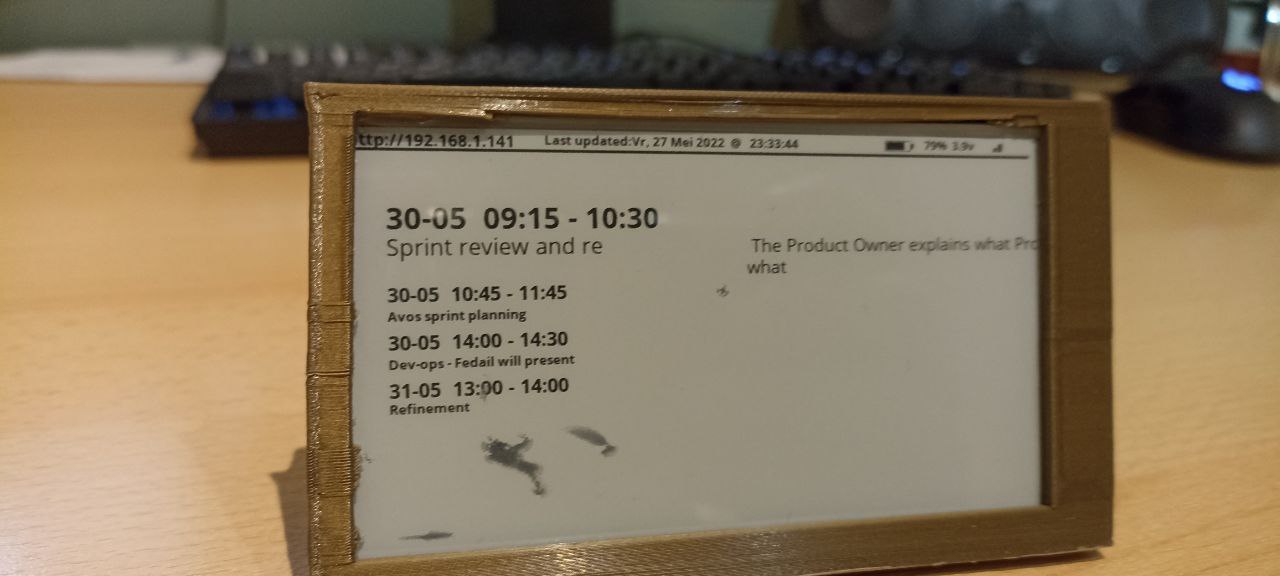 ttp://192.168.1.141 Last updated:Vr, 27 Mei 2022 @ 23:33:44 79% 3.9v
30-05 09:15 - 10:30
Sprint review and re
The Product Owner explains what Pro
what
30-05 10:45 - 11:45
Avos sprint planning
30-05 14:00 - 14:30
Dev-ops - Fedail will present
31-05 13:00 - 14:00
Refinement